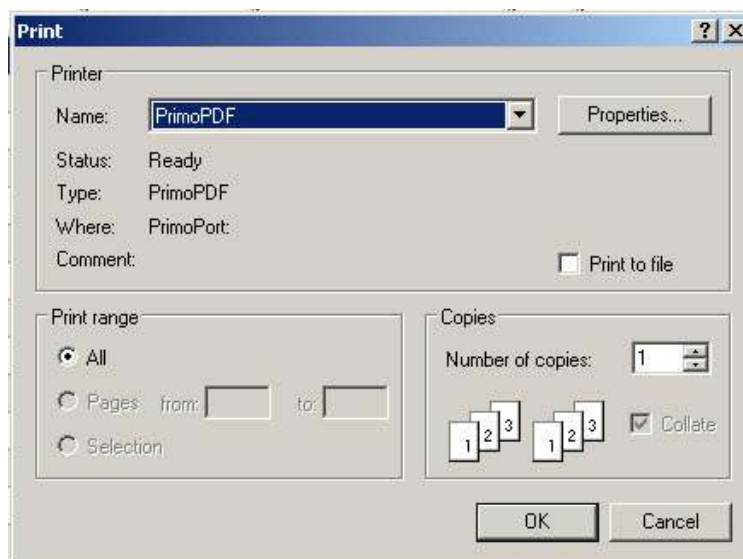 Print
Printer
Name: PrimoPDF Properties...
Status: Ready
Type: PrimoPDF
Where: PrimoPort:
Comment:
Print to file
Print range
All
Pages from: to:
Selection
Copies
Number of copies: 1
1 2 3 1 2 3
Collate
OK Cancel